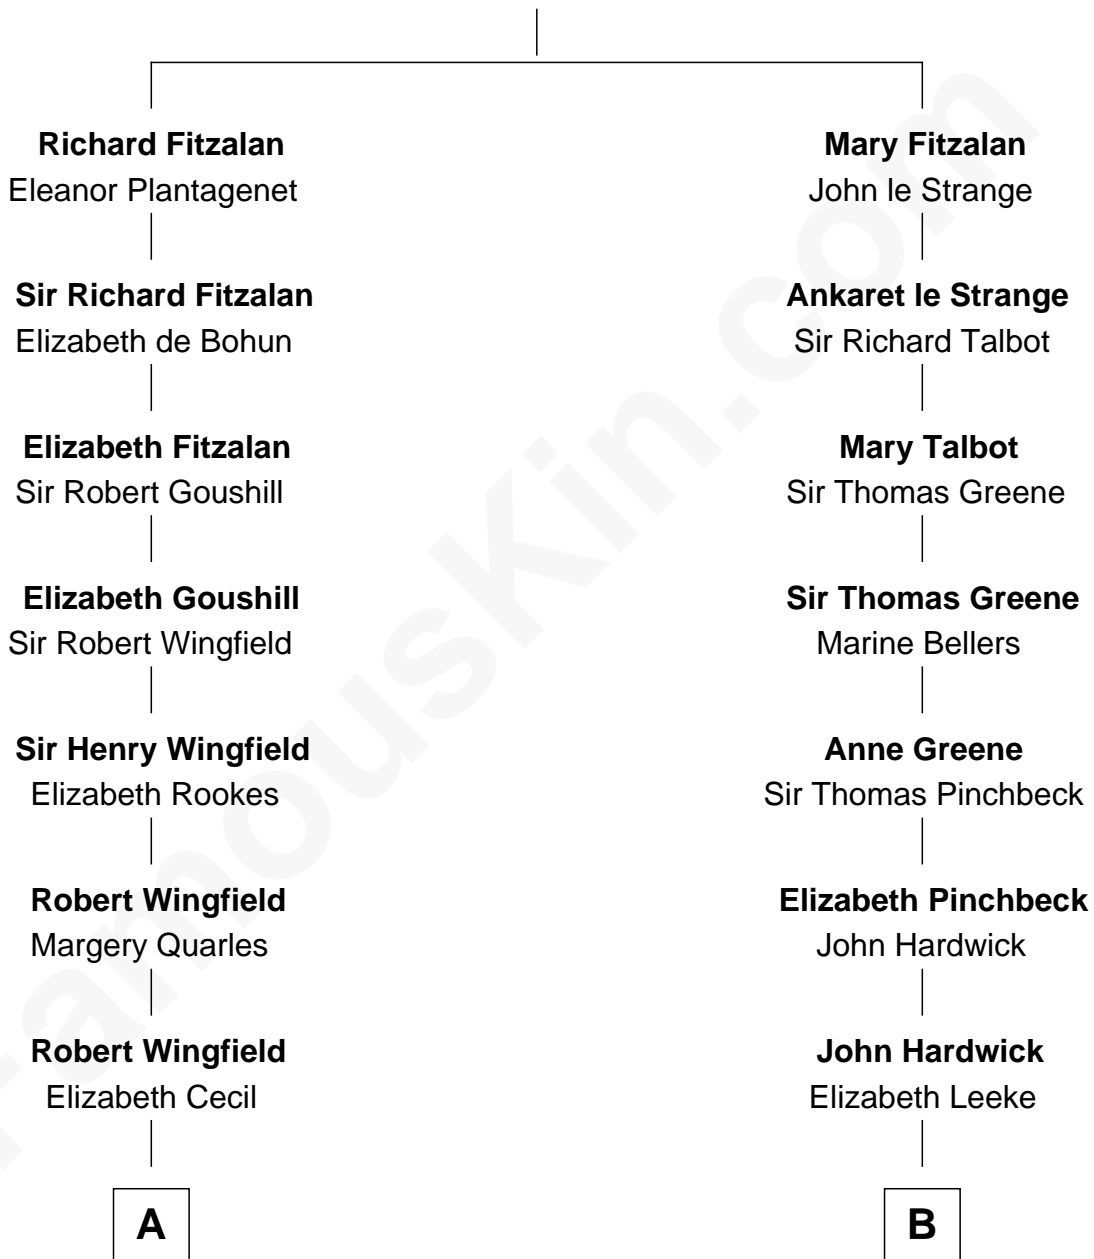 Richard Fitzalan
Eleanor Plantagenet
Sir Richard Fitzalan
Elizabeth de Bohun
Elizabeth Fitzalan
Sir Robert Goushill
Elizabeth Goushill
Sir Robert Wingfield
Sir Henry Wingfield
Elizabeth Rookes
Robert Wingfield
Margery Quarles
Robert Wingfield
Elizabeth Cecil
A
Mary Fitzalan
John le Strange
Ankaret le Strange
Sir Richard Talbot
Mary Talbot
Sir Thomas Greene
Sir Thomas Greene
Marine Bellers
Anne Greene
Sir Thomas Pinchbeck
Elizabeth Pinchbeck
John Hardwick
John Hardwick
Elizabeth Leeke
B
FamousKin.com